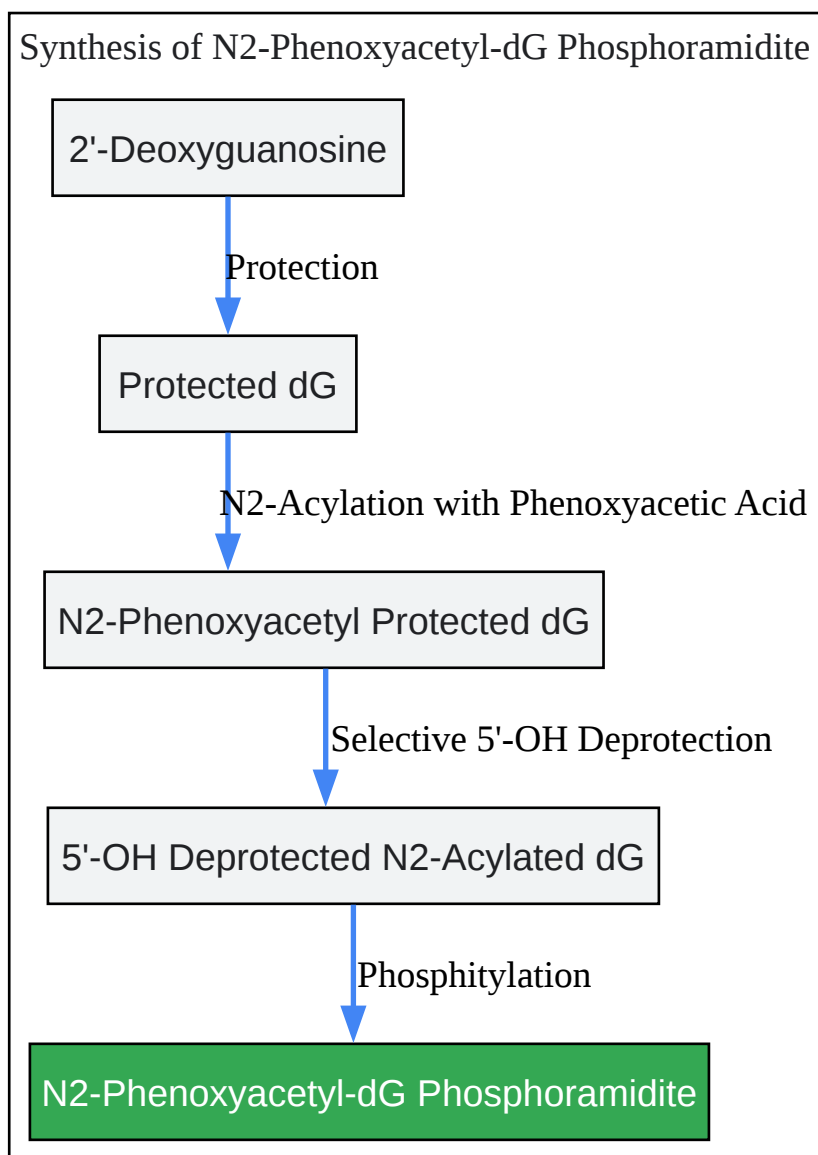 Synthesis of N2-Phenoxyacetyl-dG Phosphoramidite
2'-Deoxyguanosine
Protection
Protected dG
N2-Acylation with Phenoxyacetic Acid
N2-Phenoxyacetyl Protected dG
Selective 5'-OH Deprotection
5'-OH Deprotected N2-Acylated dG
Phosphitylation
N2-Phenoxyacetyl-dG Phosphoramidite